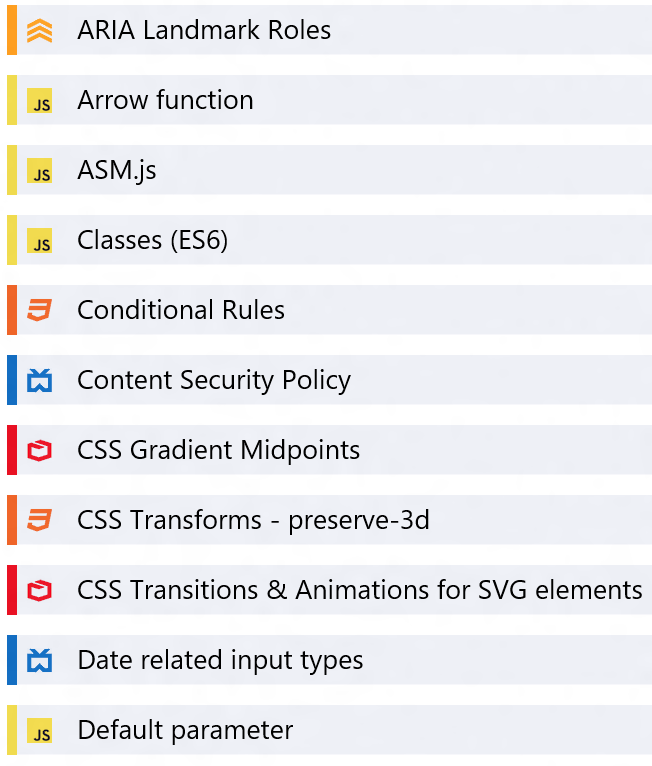 ARIA Landmark Roles
JS Arrow function
JS ASM.js
JS Classes (ES6)
Conditional Rules
Content Security Policy
CSS Gradient Midpoints
CSS Transforms - preserve-3d
CSS Transitions & Animations for SVG elements
Date related input types
JS Default parameter